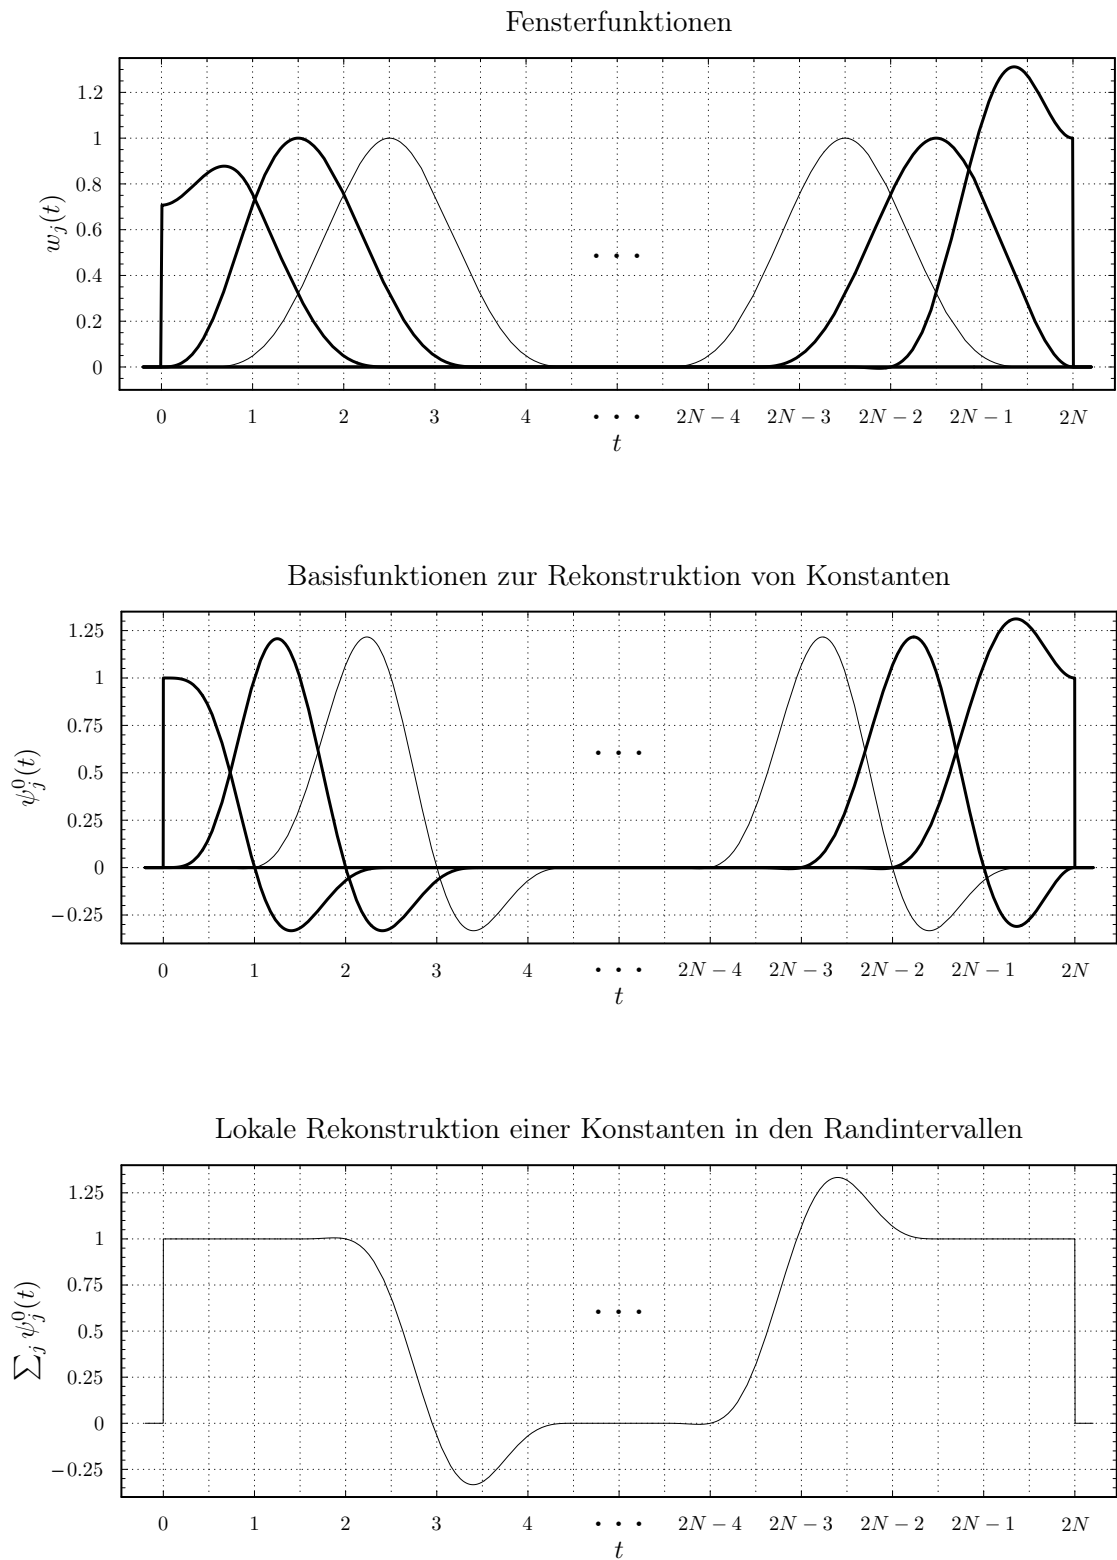 Fensterfunktionen
1.2
1
0.8
0.6
0.4
0.2
0
w_j(t)
0 1 2 3 4 · · · 2N − 4 2N − 3 2N − 2 2N − 1 2N
t
· · ·
Basisfunktionen zur Rekonstruktion von Konstanten
1.25
1
0.75
0.5
0.25
0
−0.25
ψ_j^0(t)
0 1 2 3 4 · · · 2N − 4 2N − 3 2N − 2 2N − 1 2N
t
· · ·
Lokale Rekonstruktion einer Konstanten in den Randintervallen
1.25
1
0.75
0.5
0.25
0
−0.25
∑_j ψ_j^0(t)
0 1 2 3 4 · · · 2N − 4 2N − 3 2N − 2 2N − 1 2N
t
· · ·